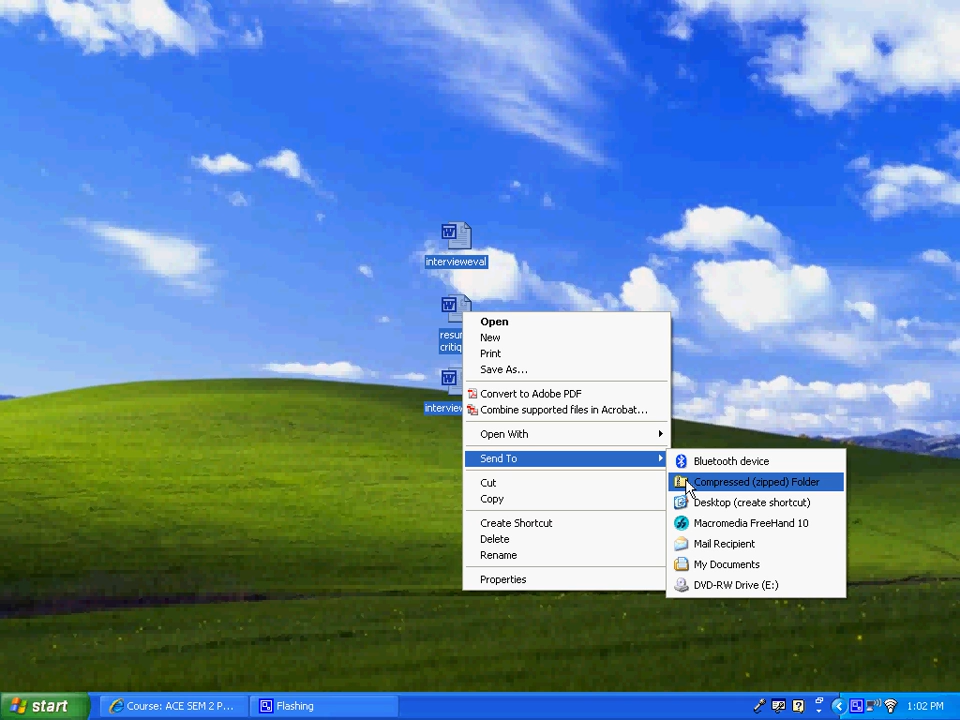 intervieweval
resum
critiq
interview
Open
New
Print
Save As...
Convert to Adobe PDF
Combine supported files in Acrobat...
Open With
Send To
Cut
Copy
Create Shortcut
Delete
Rename
Properties
Bluetooth device
Compressed (zipped) Folder
Desktop (create shortcut)
Macromedia FreeHand 10
Mail Recipient
My Documents
DVD-RW Drive (E:)
start
Course: ACE SEM 2 P...
Flashing
1:02 PM